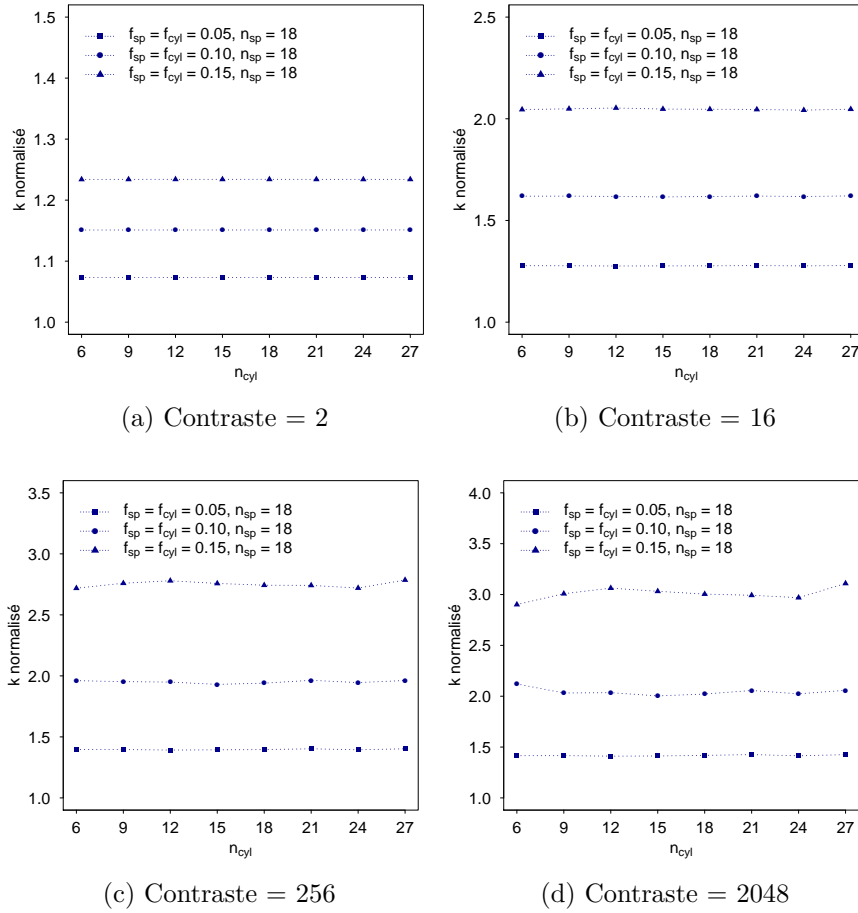 1.5
1.4
1.3
1.2
1.1
1.0
k normalisé
f_sp = f_cyl = 0.05, n_sp = 18
f_sp = f_cyl = 0.10, n_sp = 18
f_sp = f_cyl = 0.15, n_sp = 18
6 9 12 15 18 21 24 27
n_cyl
(a) Contraste = 2
2.5
2.0
1.5
1.0
k normalisé
f_sp = f_cyl = 0.05, n_sp = 18
f_sp = f_cyl = 0.10, n_sp = 18
f_sp = f_cyl = 0.15, n_sp = 18
6 9 12 15 18 21 24 27
n_cyl
(b) Contraste = 16
3.5
3.0
2.5
2.0
1.5
1.0
k normalisé
f_sp = f_cyl = 0.05, n_sp = 18
f_sp = f_cyl = 0.10, n_sp = 18
f_sp = f_cyl = 0.15, n_sp = 18
6 9 12 15 18 21 24 27
n_cyl
(c) Contraste = 256
4.0
3.5
3.0
2.5
2.0
1.5
1.0
k normalisé
f_sp = f_cyl = 0.05, n_sp = 18
f_sp = f_cyl = 0.10, n_sp = 18
f_sp = f_cyl = 0.15, n_sp = 18
6 9 12 15 18 21 24 27
n_cyl
(d) Contraste = 2048